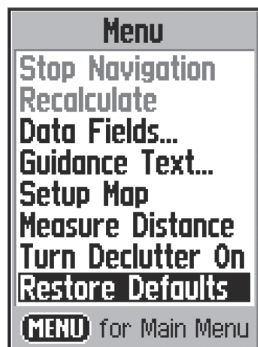 Menu
Stop Navigation
Recalculate
Data Fields...
Guidance Text...
Setup Map
Measure Distance
Turn Declutter On
Restore Defaults
MENU for Main Menu